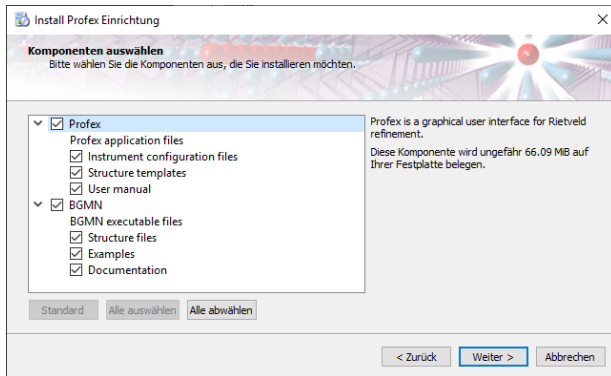 Install Profex Einrichtung
Komponenten auswählen
Bitte wählen Sie die Komponenten aus, die Sie installieren möchten.
Profex
Profex application files
Instrument configuration files
Structure templates
User manual
BGMN
BGMN executable files
Structure files
Examples
Documentation
Profex is a graphical user interface for Rietveld
refinement.
Diese Komponente wird ungefähr 66.09 MiB auf
Ihrer Festplatte belegen.
Standard
Alle auswählen
Alle abwählen
< Zurück
Weiter >
Abbrechen